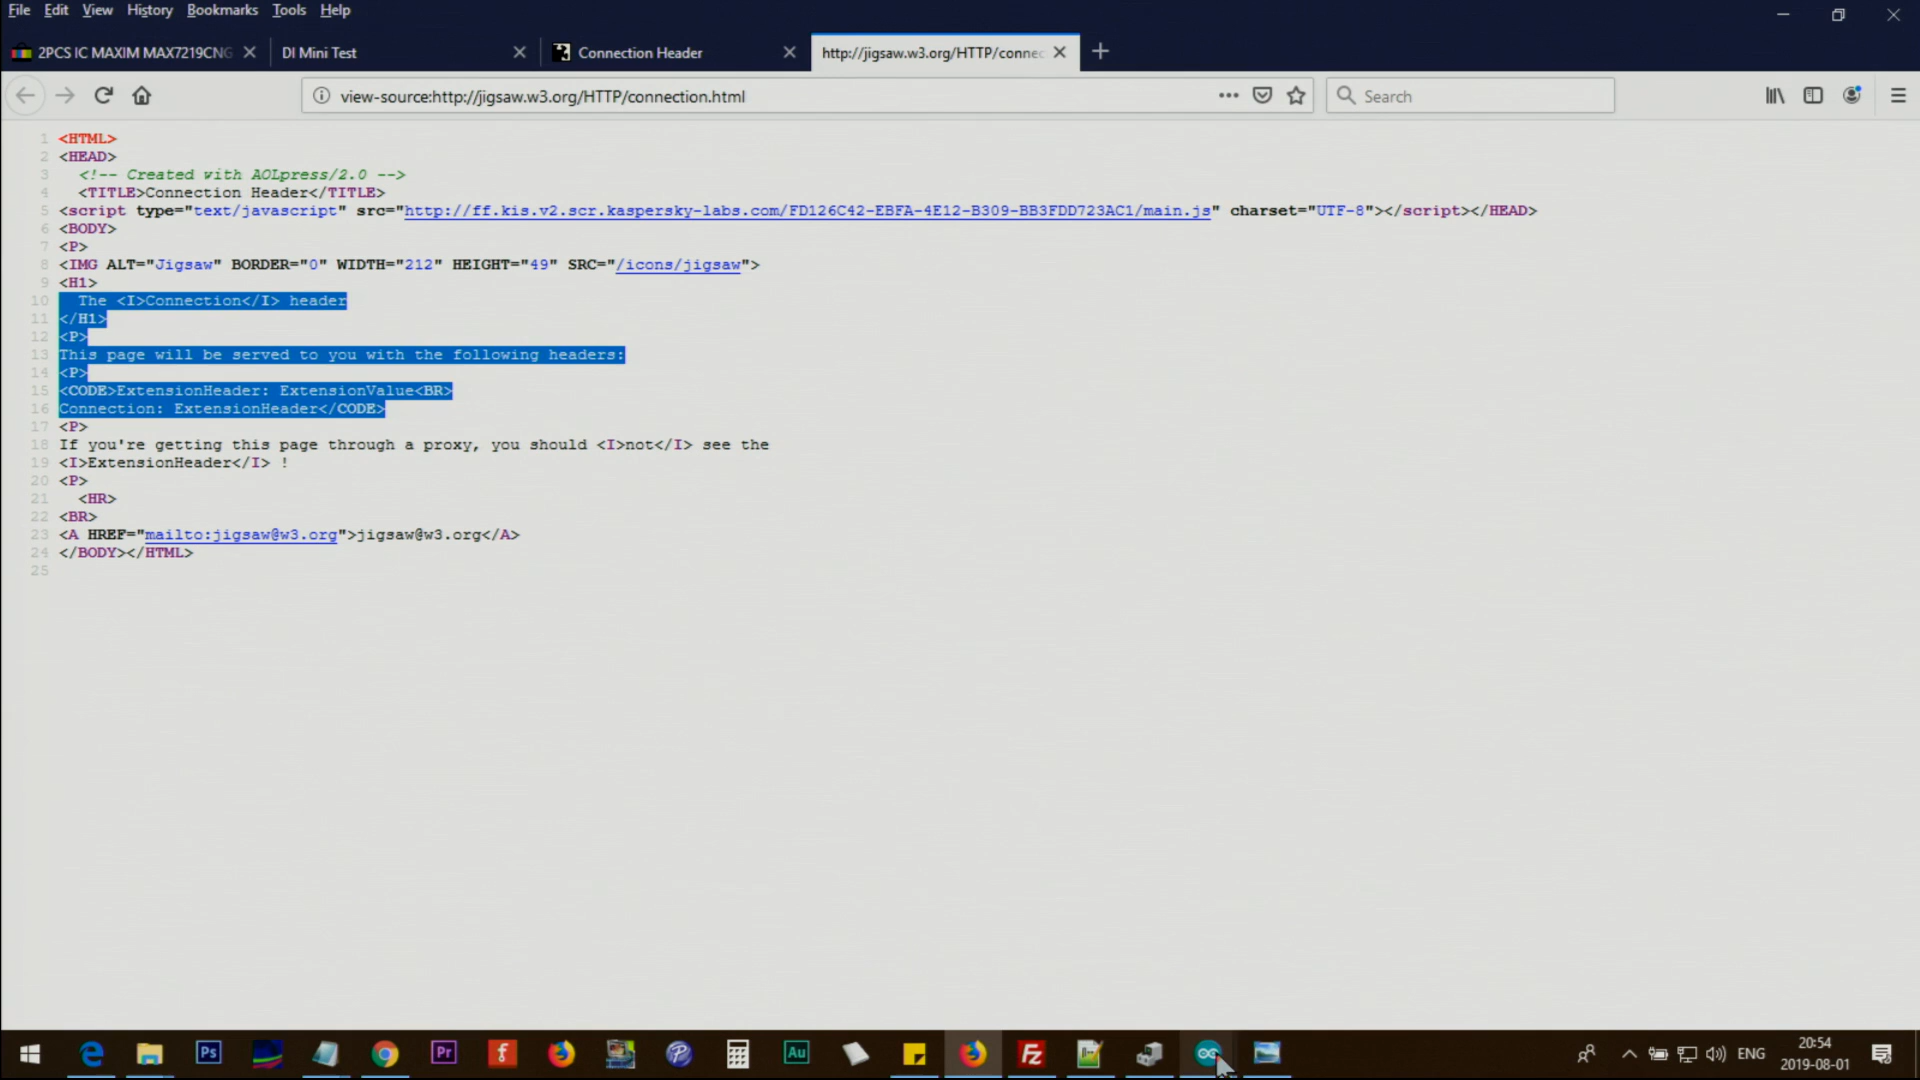 File Edit View History Bookmarks Tools Help
2PCS IC MAXIM MAX7219CNG
DI Mini Test
Connection Header
http://jigsaw.w3.org/HTTP/connec
view-source:http://jigsaw.w3.org/HTTP/connection.html
Search
1 <HTML>
2 <HEAD>
3 <!-- Created with AOLpress/2.0 -->
4 <TITLE>Connection Header</TITLE>
5 <script type="text/javascript" src="http://ff.kis.v2.scr.kaspersky-labs.com/FD126C42-EBFA-4E12-B309-BB3FDD723AC1/main.js" charset="UTF-8"></script></HEAD>
6 <BODY>
7 <P>
8 <IMG ALT="Jigsaw" BORDER="0" WIDTH="212" HEIGHT="49" SRC="/icons/jigsaw">
9 <H1>
10 The <I>Connection</I> header
11 </H1>
12 <P>
13 This page will be served to you with the following headers:
14 <P>
15 <CODE>ExtensionHeader: ExtensionValue<BR>
16 Connection: ExtensionHeader</CODE>
17 <P>
18 If you're getting this page through a proxy, you should <I>not</I> see the
19 <I>ExtensionHeader</I> !
20 <P>
21 <HR>
22 <BR>
23 <A HREF="mailto:jigsaw@w3.org">jigsaw@w3.org</A>
24 </BODY></HTML>
25
Ps
Pr
f
P
Au
Fz
ENG
20:54
2019-08-01